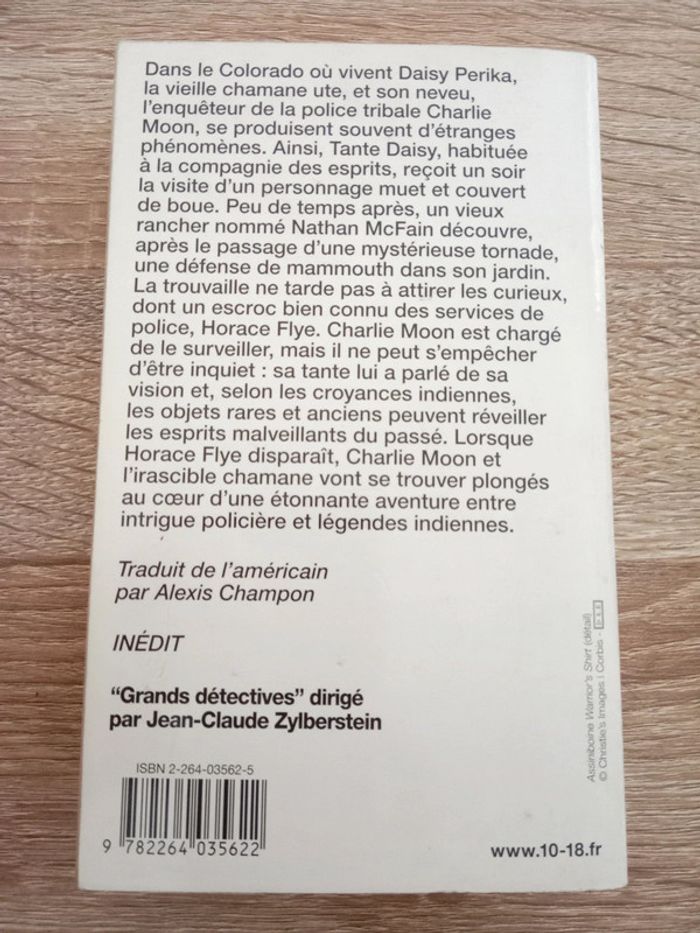 Dans le Colorado où vivent Daisy Perika,
la vieille chamane ute, et son neveu,
l'enquêteur de la police tribale Charlie
Moon, se produisent souvent d'étranges
phénomènes. Ainsi, Tante Daisy, habituée
à la compagnie des esprits, reçoit un soir
la visite d'un personnage muet et couvert
de boue. Peu de temps après, un vieux
rancher nommé Nathan McFain découvre,
après le passage d'une mystérieuse tornade,
une défense de mammouth dans son jardin.
La trouvaille ne tarde pas à attirer les curieux,
dont un escroc bien connu des services de
police, Horace Flye. Charlie Moon est chargé
de le surveiller, mais il ne peut s'empêcher
d'être inquiet : sa tante lui a parlé de sa
vision et, selon les croyances indiennes,
les objets rares et anciens peuvent réveiller
les esprits malveillants du passé. Lorsque
Horace Flye disparaît, Charlie Moon et
l'irascible chamane vont se trouver plongés
au cœur d'une étonnante aventure entre
intrigue policière et légendes indiennes.
Traduit de l'américain
par Alexis Champon
INÉDIT
"Grands détectives" dirigé
par Jean-Claude Zylberstein
Assiniboine Warrior's Shirt (détail)
© Christie's Images | Corbis -
ISBN 2-264-03562-5
9 782264 035622
www.10-18.fr